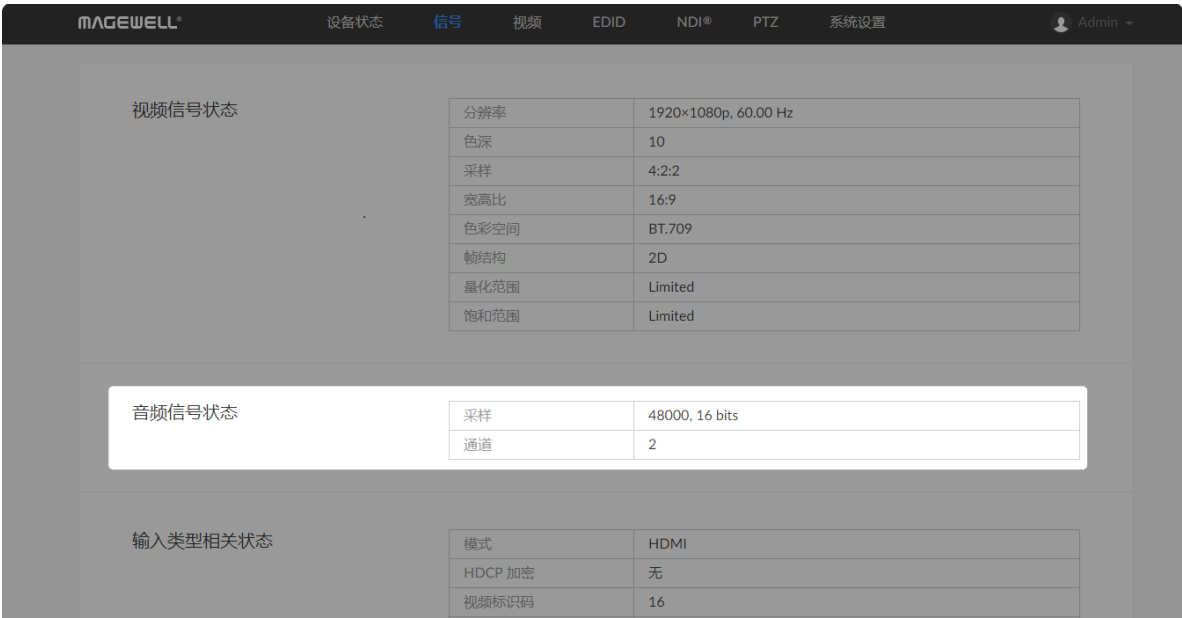 MAGEWELL® 设备状态 信号 视频 EDID NDI® PTZ 系统设置 Admin
视频信号状态
分辨率 1920×1080p, 60.00 Hz
色深 10
采样 4:2:2
宽高比 16:9
色彩空间 BT.709
帧结构 2D
量化范围 Limited
饱和范围 Limited
音频信号状态
采样 48000, 16 bits
通道 2
输入类型相关状态
模式 HDMI
HDCP 加密 无
视频标识码 16